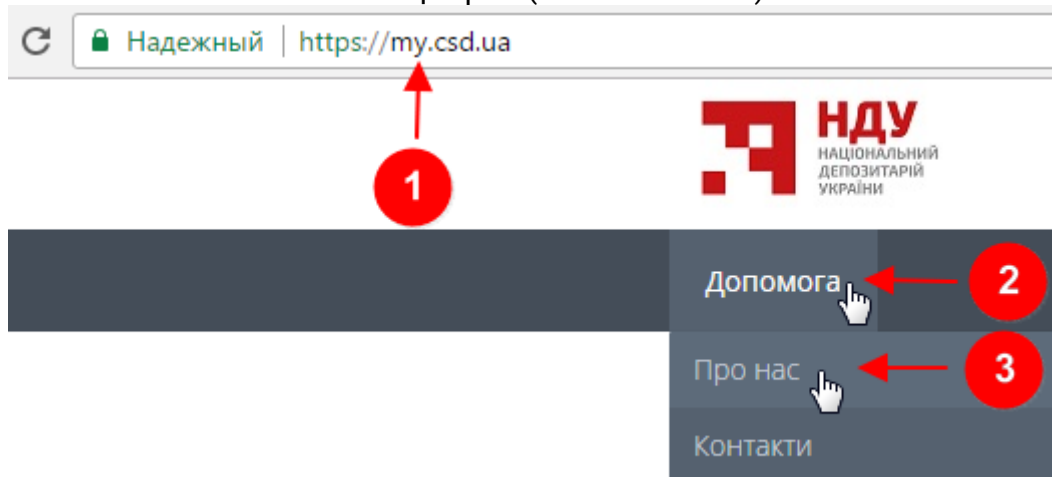 Надежный | https://my.csd.ua
1
НДУ
НАЦІОНАЛЬНИЙ
ДЕПОЗИТАРІЙ
УКРАЇНИ
Допомога
2
Про нас
3
Контакти